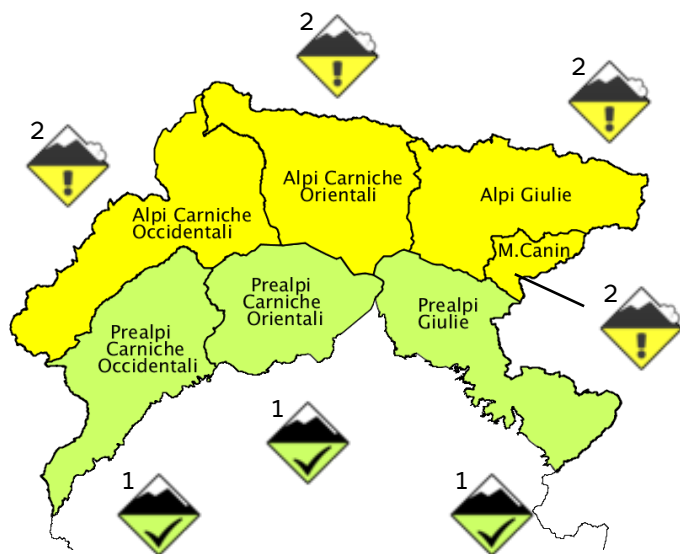 2
2
2
Alpi Carniche
Orientali
Alpi Giulie
Alpi Carniche
Occidentali
M.Canin
Prealpi
Carniche
Orientali
Prealpi
Giulie
2
Prealpi
Carniche
Occidentali
1
1
1